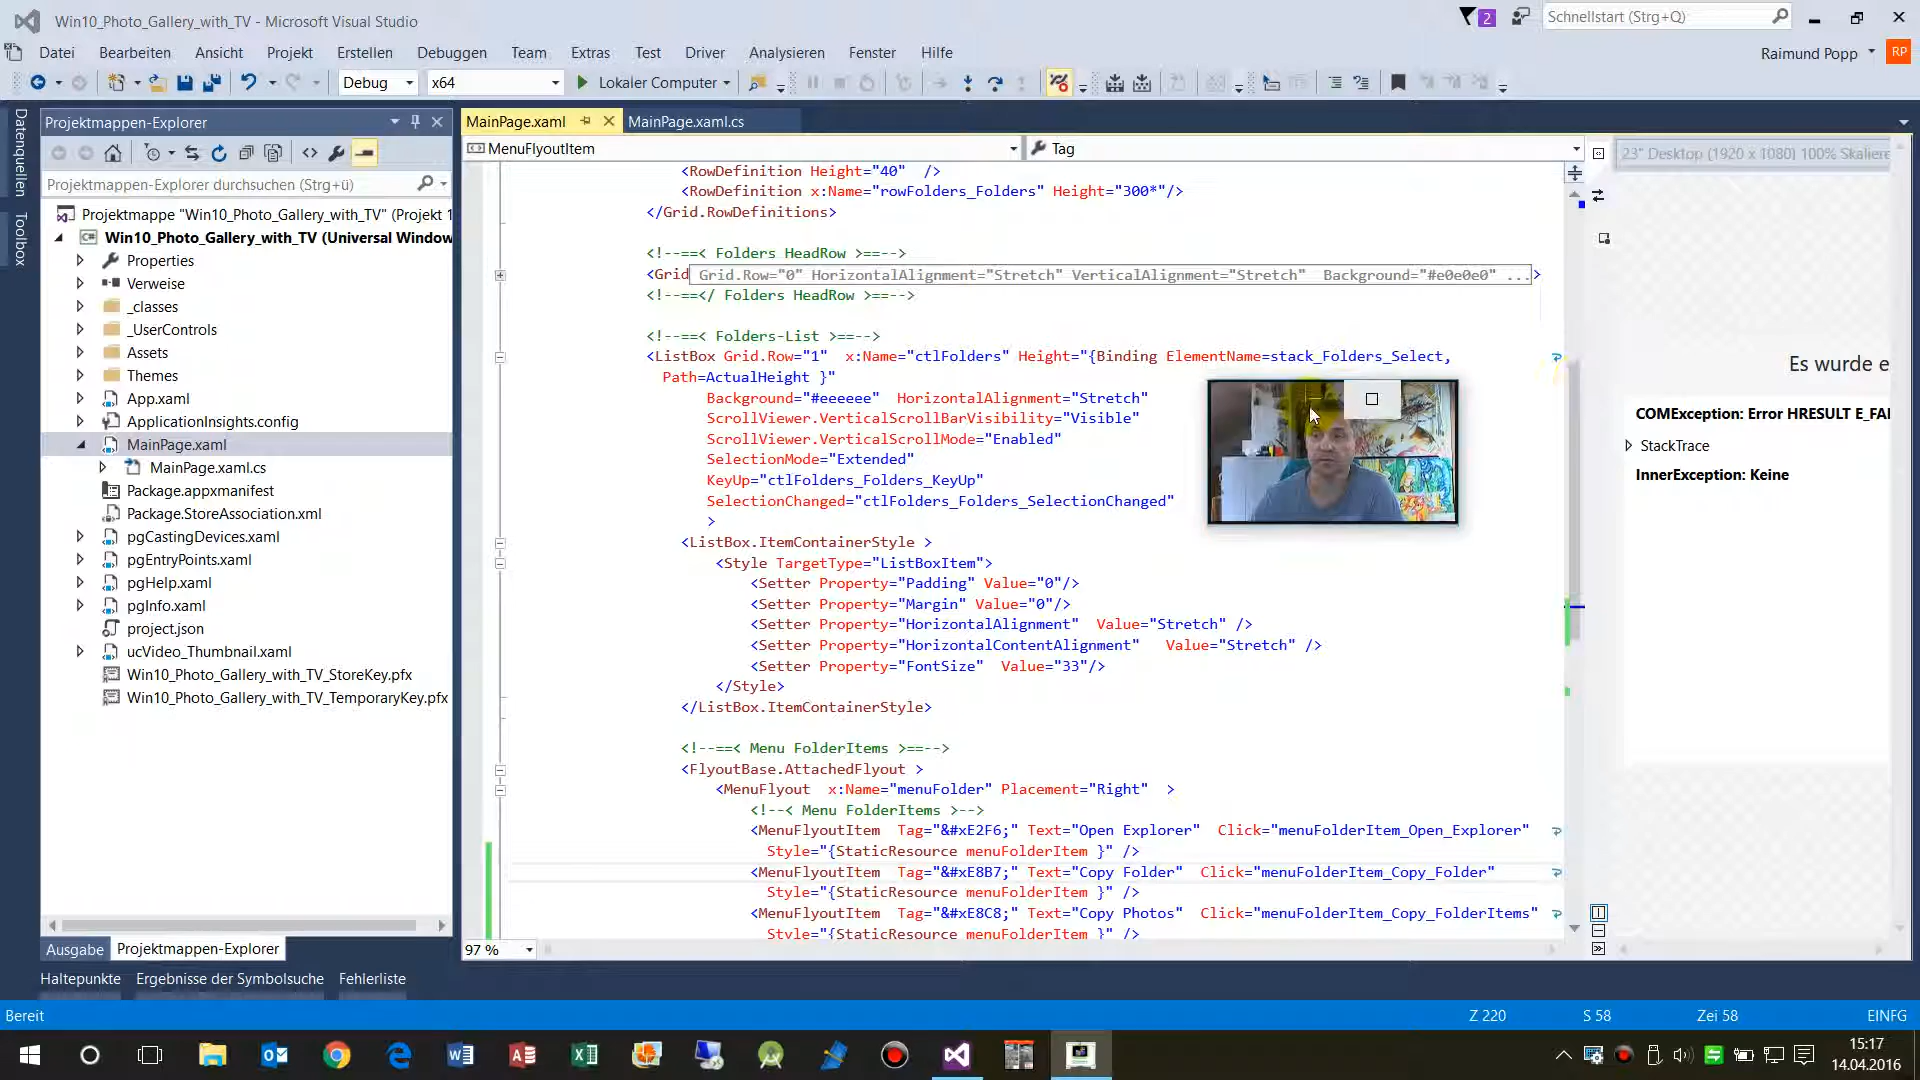 Win10_Photo_Gallery_with_TV - Microsoft Visual Studio
2
Schnellstart (Strg+Q)
Datei Bearbeiten Ansicht Projekt Erstellen Debuggen Team Extras Test Driver Analysieren Fenster Hilfe
Raimund Popp RP
Debug x64 Lokaler Computer
Datenquellen
Toolbox
Projektmappen-Explorer
Projektmappen-Explorer durchsuchen (Strg+ü)
Projektmappe "Win10_Photo_Gallery_with_TV" (Projekt 1
Win10_Photo_Gallery_with_TV (Universal Window
Properties
Verweise
_classes
_UserControls
Assets
Themes
App.xaml
ApplicationInsights.config
MainPage.xaml
MainPage.xaml.cs
Package.appxmanifest
Package.StoreAssociation.xml
pgCastingDevices.xaml
pgEntryPoints.xaml
pgHelp.xaml
pgInfo.xaml
project.json
ucVideo_Thumbnail.xaml
Win10_Photo_Gallery_with_TV_StoreKey.pfx
Win10_Photo_Gallery_with_TV_TemporaryKey.pfx
Ausgabe Projektmappen-Explorer
Haltepunkte Ergebnisse der Symbolsuche Fehlerliste
MainPage.xaml MainPage.xaml.cs
MenuFlyoutItem Tag
<RowDefinition Height="40" />
<RowDefinition x:Name="rowFolders_Folders" Height="300*"/>
</Grid.RowDefinitions>
<!--==< Folders HeadRow >==-->
<Grid Grid.Row="0" HorizontalAlignment="Stretch" VerticalAlignment="Stretch" Background="#e0e0e0" ...>
<!--==</ Folders HeadRow >==-->
<!--==< Folders-List >==-->
<ListBox Grid.Row="1" x:Name="ctlFolders" Height="{Binding ElementName=stack_Folders_Select,
Path=ActualHeight }"
Background="#eeeeee" HorizontalAlignment="Stretch"
ScrollViewer.VerticalScrollBarVisibility="Visible"
ScrollViewer.VerticalScrollMode="Enabled"
SelectionMode="Extended"
KeyUp="ctlFolders_Folders_KeyUp"
SelectionChanged="ctlFolders_Folders_SelectionChanged"
>
<ListBox.ItemContainerStyle >
<Style TargetType="ListBoxItem">
<Setter Property="Padding" Value="0"/>
<Setter Property="Margin" Value="0"/>
<Setter Property="HorizontalAlignment" Value="Stretch" />
<Setter Property="HorizontalContentAlignment" Value="Stretch" />
<Setter Property="FontSize" Value="33"/>
</Style>
</ListBox.ItemContainerStyle>
<!--==< Menu FolderItems >==-->
<FlyoutBase.AttachedFlyout >
<MenuFlyout x:Name="menuFolder" Placement="Right" >
<!--< Menu FolderItems >-->
<MenuFlyoutItem Tag="&#xE2F6;" Text="Open Explorer" Click="menuFolderItem_Open_Explorer"
Style="{StaticResource menuFolderItem }" />
<MenuFlyoutItem Tag="&#xE8B7;" Text="Copy Folder" Click="menuFolderItem_Copy_Folder"
Style="{StaticResource menuFolderItem }" />
<MenuFlyoutItem Tag="&#xE8C8;" Text="Copy Photos" Click="menuFolderItem_Copy_FolderItems"
Style="{StaticResource menuFolderItem }" />
97 %
23" Desktop (1920 x 1080) 100% Skaliere
Es wurde e
COMException: Error HRESULT E_FAI
StackTrace
InnerException: Keine
Bereit Z 220 S 58 Zei 58 EINFG
15:17
14.04.2016